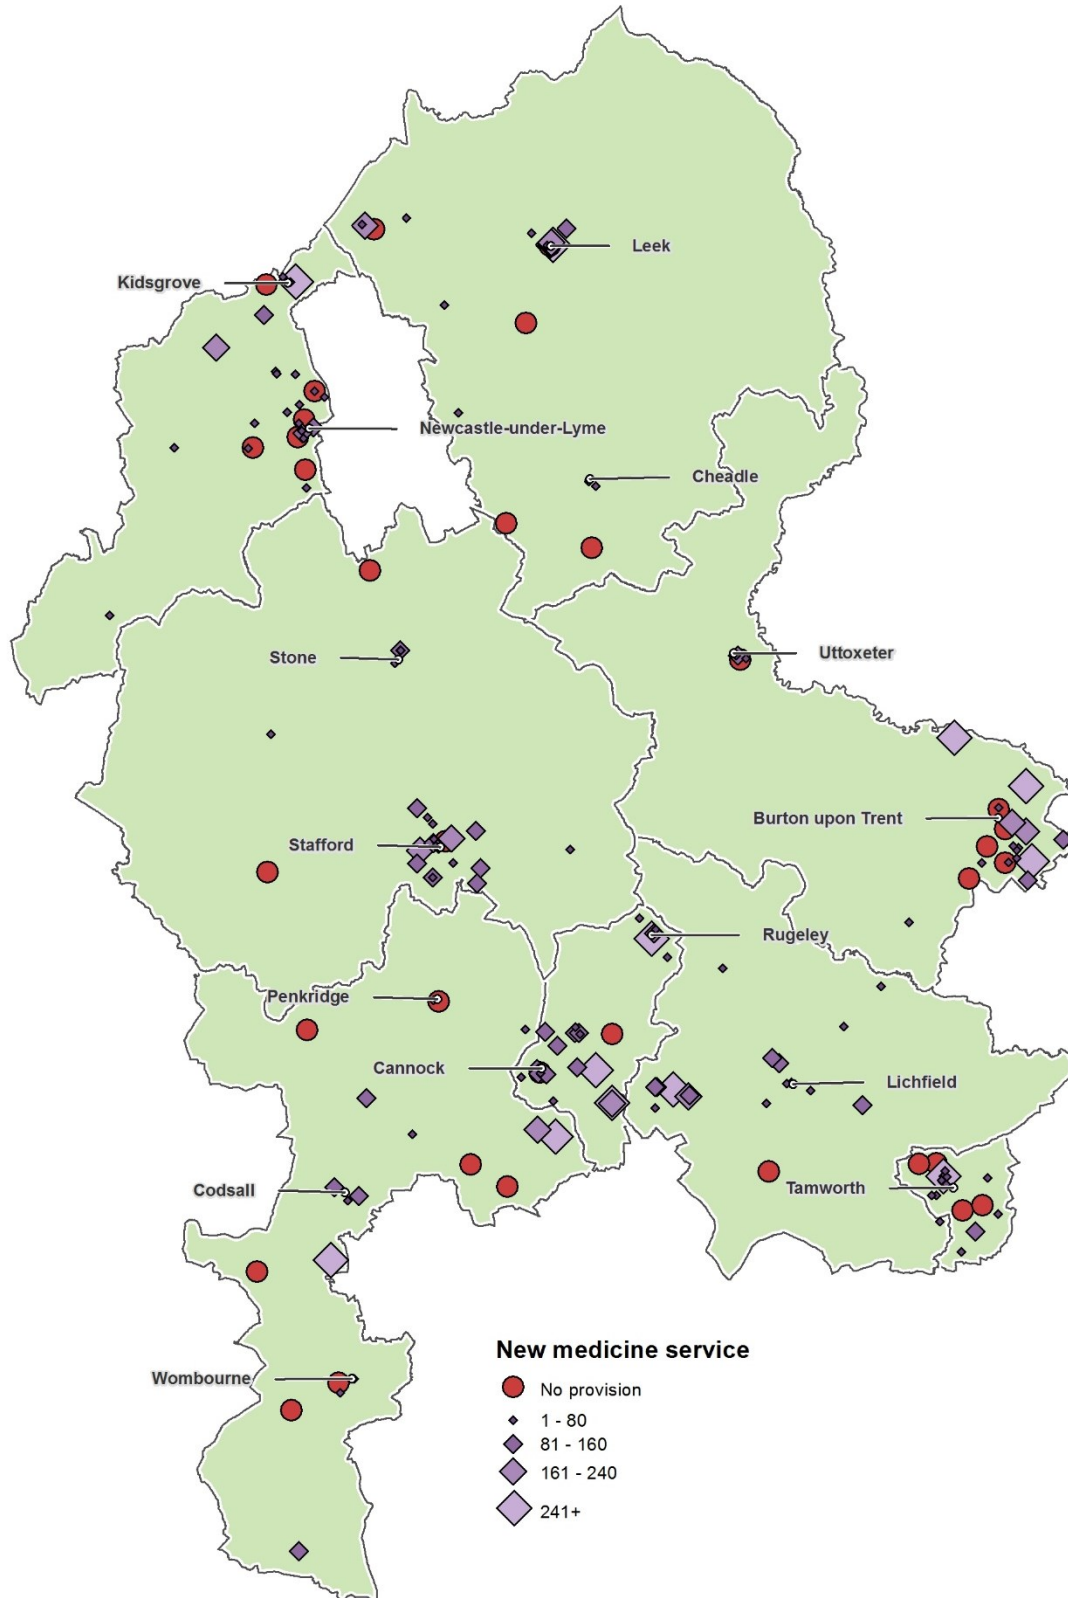 Leek
Kidsgrove
Newcastle-under-Lyme
Cheadle
Stone
Uttoxeter
Burton upon Trent
Stafford
Rugeley
Penkridge
Cannock
Lichfield
Tamworth
Codsall
Wombourne
New medicine service
No provision
1 - 80
81 - 160
161 - 240
241+